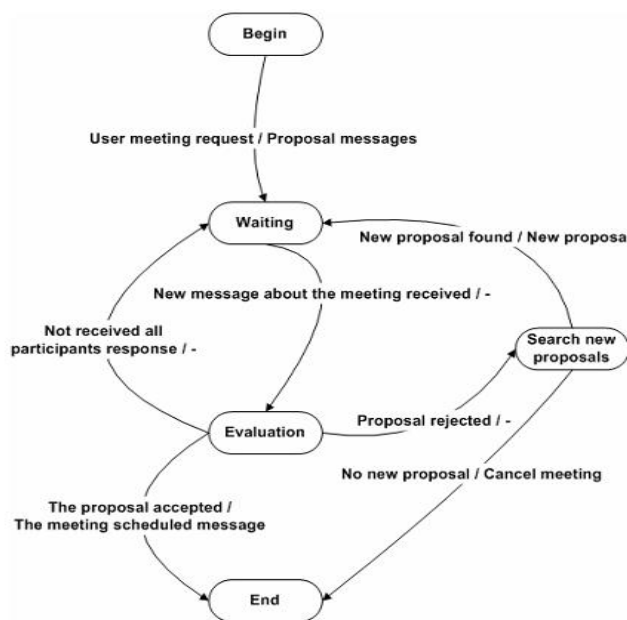 Begin
User meeting request / Proposal messages
Waiting
New proposal found / New proposa
New message about the meeting received / -
Not received all
participants response / -
Search new
proposals
Proposal rejected / -
Evaluation
No new proposal / Cancel meeting
The proposal accepted /
The meeting scheduled message
End